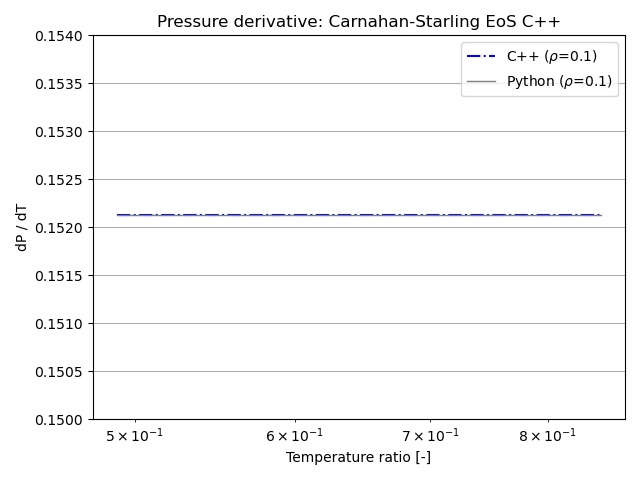 Pressure derivative: Carnahan-Starling EoS C++
C++ (ρ=0.1)
Python (ρ=0.1)
dP / dT
0.1540
0.1535
0.1530
0.1525
0.1520
0.1515
0.1510
0.1505
0.1500
5 × 10⁻¹
6 × 10⁻¹
7 × 10⁻¹
8 × 10⁻¹
Temperature ratio [-]